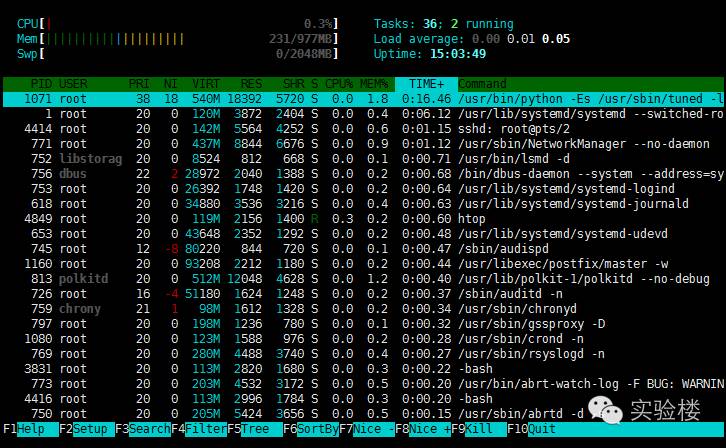 CPU[| 0.3%] Tasks: 36; 2 running
Mem[|||||||||||||||||||| 231/977MB] Load average: 0.00 0.01 0.05
Swp[ 0/2048MB] Uptime: 15:03:49
PID USER PRI NI VIRT RES SHR S CPU% MEM% TIME+ Command
1071 root 38 18 540M 18392 5720 S 0.0 1.8 0:16.46 /usr/bin/python -Es /usr/sbin/tuned -l
1 root 20 0 120M 3872 2404 S 0.0 0.4 0:06.12 /usr/lib/systemd/systemd --switched-ro
4414 root 20 0 142M 5564 4252 S 0.0 0.6 0:01.15 sshd: root@pts/2
771 root 20 0 437M 8844 6676 S 0.0 0.9 0:01.12 /usr/sbin/NetworkManager --no-daemon
752 libstorag 20 0 8524 812 668 S 0.0 0.1 0:00.71 /usr/bin/lsmd -d
756 dbus 22 2 28972 2040 1388 S 0.0 0.2 0:00.68 /bin/dbus-daemon --system --address=sy
753 root 20 0 26392 1748 1420 S 0.0 0.2 0:00.64 /usr/lib/systemd/systemd-logind
618 root 20 0 34880 3536 3216 S 0.0 0.4 0:00.63 /usr/lib/systemd/systemd-journald
4849 root 20 0 119M 2156 1400 R 0.3 0.2 0:00.60 htop
653 root 20 0 43648 2352 1292 S 0.0 0.2 0:00.48 /usr/lib/systemd/systemd-udevd
745 root 12 -8 80220 844 720 S 0.0 0.1 0:00.47 /sbin/audispd
1160 root 20 0 93208 2212 1180 S 0.0 0.2 0:00.44 /usr/libexec/postfix/master -w
813 polkitd 20 0 512M 12048 4628 S 0.0 1.2 0:00.40 /usr/lib/polkit-1/polkitd --no-debug
726 root 16 -4 51180 1624 1248 S 0.0 0.2 0:00.37 /sbin/auditd -n
759 chrony 21 1 98M 1612 1328 S 0.0 0.2 0:00.34 /usr/sbin/chronyd
797 root 20 0 198M 1236 780 S 0.0 0.1 0:00.32 /usr/sbin/gssproxy -D
1080 root 20 0 123M 1588 976 S 0.0 0.2 0:00.28 /usr/sbin/crond -n
769 root 20 0 280M 4488 3740 S 0.0 0.4 0:00.27 /usr/sbin/rsyslogd -n
3831 root 20 0 113M 2820 1680 S 0.0 0.3 0:00.22 -bash
773 root 20 0 203M 4532 3172 S 0.0 0.5 0:00.20 /usr/bin/abrt-watch-log -F BUG: WARNIN
4416 root 20 0 113M 2996 1784 S 0.0 0.3 0:00.20 -bash
750 root 20 0 205M 5424 3656 S 0.0 0.5 0:00.15 /usr/sbin/abrtd -d
实验楼
F1Help F2Setup F3SearchF4FilterF5Tree F6SortByF7Nice -F8Nice +F9Kill F10Quit